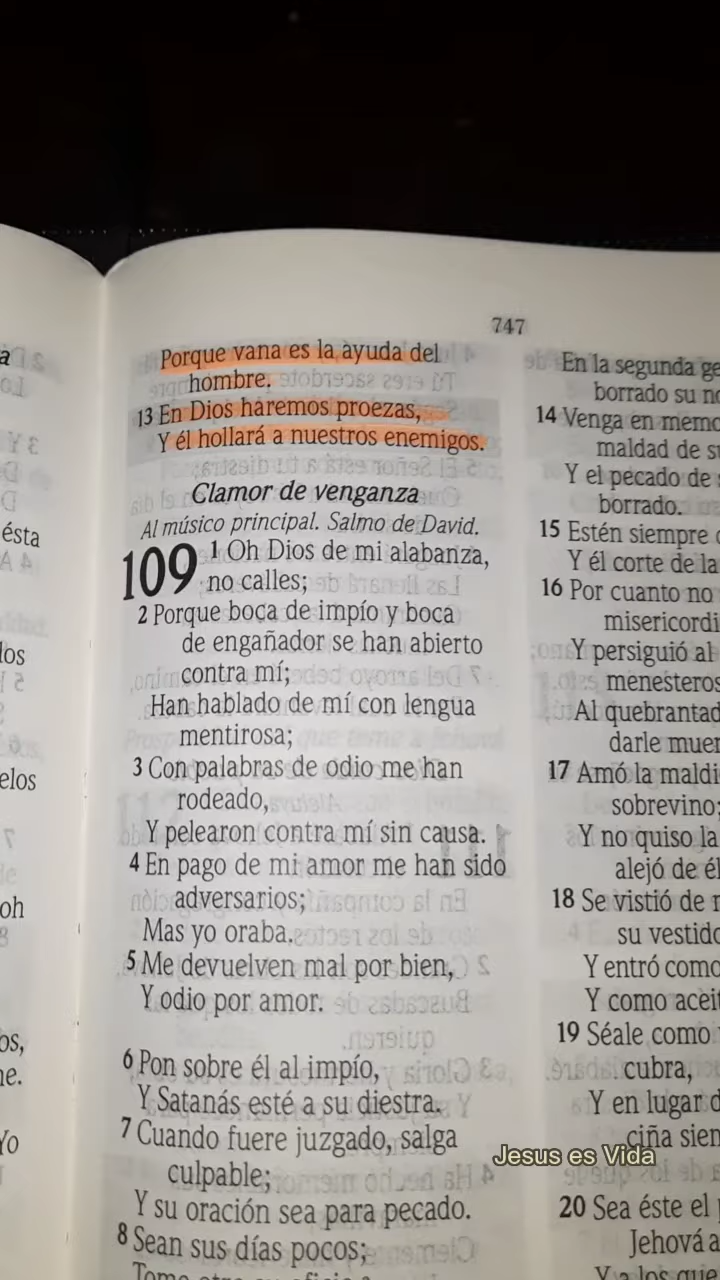 747
Porque vana es la ayuda del
hombre.
13 En Dios haremos proezas,
Y él hollará a nuestros enemigos.
Clamor de venganza
Al músico principal. Salmo de David.
109 1 Oh Dios de mi alabanza,
no calles;
2 Porque boca de impío y boca
de engañador se han abierto
contra mí;
Han hablado de mí con lengua
mentirosa;
3 Con palabras de odio me han
rodeado,
Y pelearon contra mí sin causa.
4 En pago de mi amor me han sido
adversarios;
Mas yo oraba.
5 Me devuelven mal por bien,
Y odio por amor.
6 Pon sobre él al impío,
Y Satanás esté a su diestra.
7 Cuando fuere juzgado, salga
culpable;
Y su oración sea para pecado.
8 Sean sus días pocos;
En la segunda
borrado su
14 Venga en
maldad de
Y el pecado de
borrado.
15 Estén siempre
Y él corte de la
16 Por cuanto no
Y persiguió al
Al
darle
17 Amó la
sobrevino;
Y no quiso la
alejó de
18 Se vistió de
su
Y entró como
Y como
19 Séale como
cubra,
Y en lugar
ciña
20 Sea éste el
Jehová a
Y a los que
ésta
Jesus es Vida